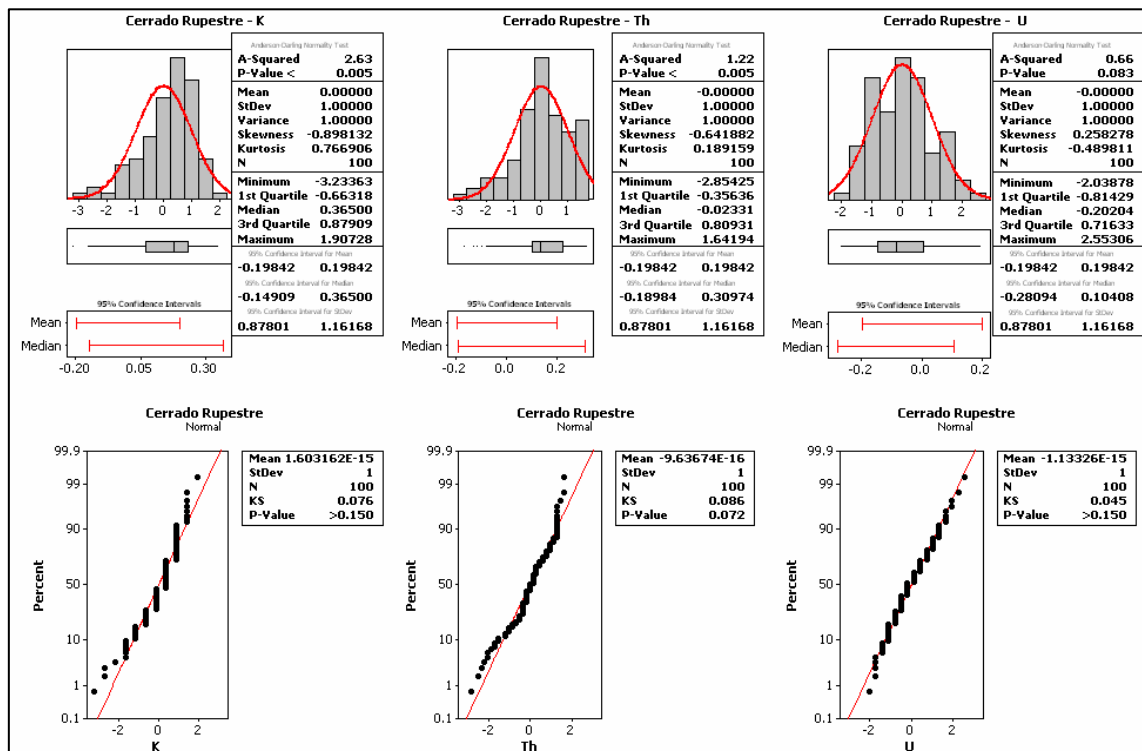 Cerrado Rupestre - K
Anderson-Darling Normality Test
A-Squared 2.63
P-Value < 0.005
Mean 0.00000
StDev 1.00000
Variance 1.00000
Skewness -0.898132
Kurtosis 0.766906
N 100
Minimum -3.23363
1st Quartile -0.66318
Median 0.36500
3rd Quartile 0.87909
Maximum 1.90728
95% Confidence Interval for Mean
-0.19842 0.19842
95% Confidence Interval for Median
-0.14909 0.36500
95% Confidence Interval for StDev
0.87801 1.16168
-3 -2 -1 0 1 2
95% Confidence Intervals
Mean
Median
-0.20 0.05 0.30
Cerrado Rupestre - Th
Anderson-Darling Normality Test
A-Squared 1.22
P-Value < 0.005
Mean -0.00000
StDev 1.00000
Variance 1.00000
Skewness -0.641882
Kurtosis 0.189159
N 100
Minimum -2.85425
1st Quartile -0.35636
Median -0.02331
3rd Quartile 0.80931
Maximum 1.64194
95% Confidence Interval for Mean
-0.19842 0.19842
95% Confidence Interval for Median
-0.18984 0.30974
95% Confidence Interval for StDev
0.87801 1.16168
-3 -2 -1 0 1
95% Confidence Intervals
Mean
Median
-0.2 0.0 0.2
Cerrado Rupestre - U
Anderson-Darling Normality Test
A-Squared 0.66
P-Value 0.083
Mean -0.00000
StDev 1.00000
Variance 1.00000
Skewness 0.258278
Kurtosis -0.489811
N 100
Minimum -2.03878
1st Quartile -0.81429
Median -0.20204
3rd Quartile 0.71633
Maximum 2.55306
95% Confidence Interval for Mean
-0.19842 0.19842
95% Confidence Interval for Median
-0.28094 0.10408
95% Confidence Interval for StDev
0.87801 1.16168
-2 -1 0 1 2
95% Confidence Intervals
Mean
Median
-0.2 0.0 0.2
Cerrado Rupestre
Normal
Mean 1.603162E-15
StDev 1
N 100
KS 0.076
P-Value >0.150
99.9
99
90
50
10
1
0.1
Percent
-2 0 2
K
Cerrado Rupestre
Normal
Mean -9.63674E-16
StDev 1
N 100
KS 0.086
P-Value 0.072
99.9
99
90
50
10
1
0.1
Percent
-2 0 2
Th
Cerrado Rupestre
Normal
Mean -1.13326E-15
StDev 1
N 100
KS 0.045
P-Value >0.150
99.9
99
90
50
10
1
0.1
Percent
-2 0 2
U